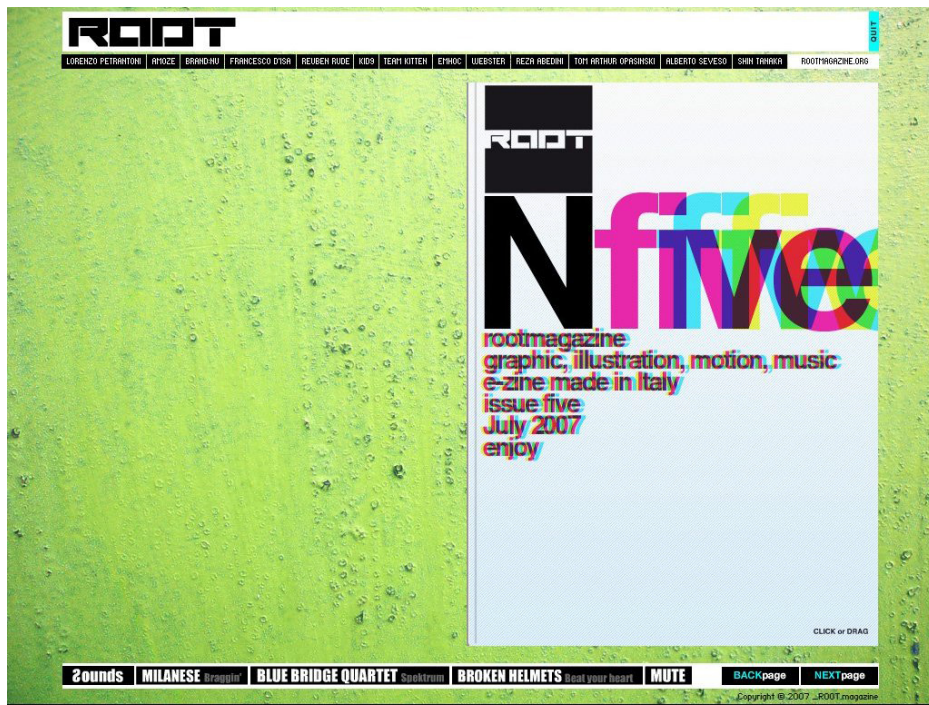 ROOT
QUIT
LORENZO PETRANTONI AMOZE BRAND:NU FRANCESCO D'ISA REUBEN RUDE KID9 TEAM KITTEN EMHOC WEBSTER REZA ABEDINI TOM ARTHUR OPASINSKI ALBERTO SEVESO SHIN TANAKA ROOTMAGAZINE.ORG
ROOT
N five
rootmagazine
graphic, illustration, motion, music
e-zine made in Italy
issue five
July 2007
enjoy
CLICK or DRAG
Sounds MILANESE Braggin' BLUE BRIDGE QUARTET Spektrum BROKEN HELMETS Beat your heart MUTE BACKpage NEXTpage
Copyright © 2007 _ROOT.magazine